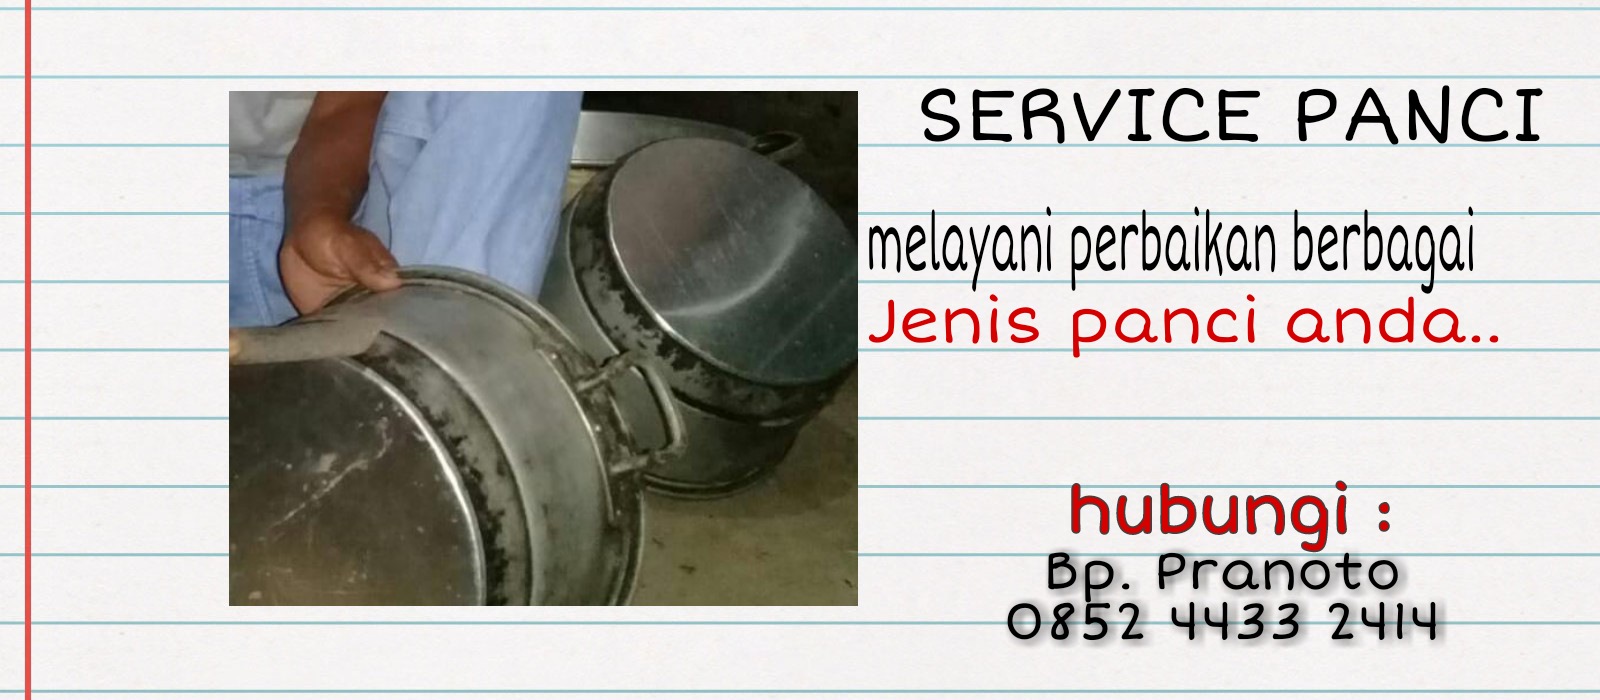 SERVICE PANCI
melayani perbaikan berbagai
Jenis panci anda..
hubungi :
Bp. Pranoto
0852 4433 2414